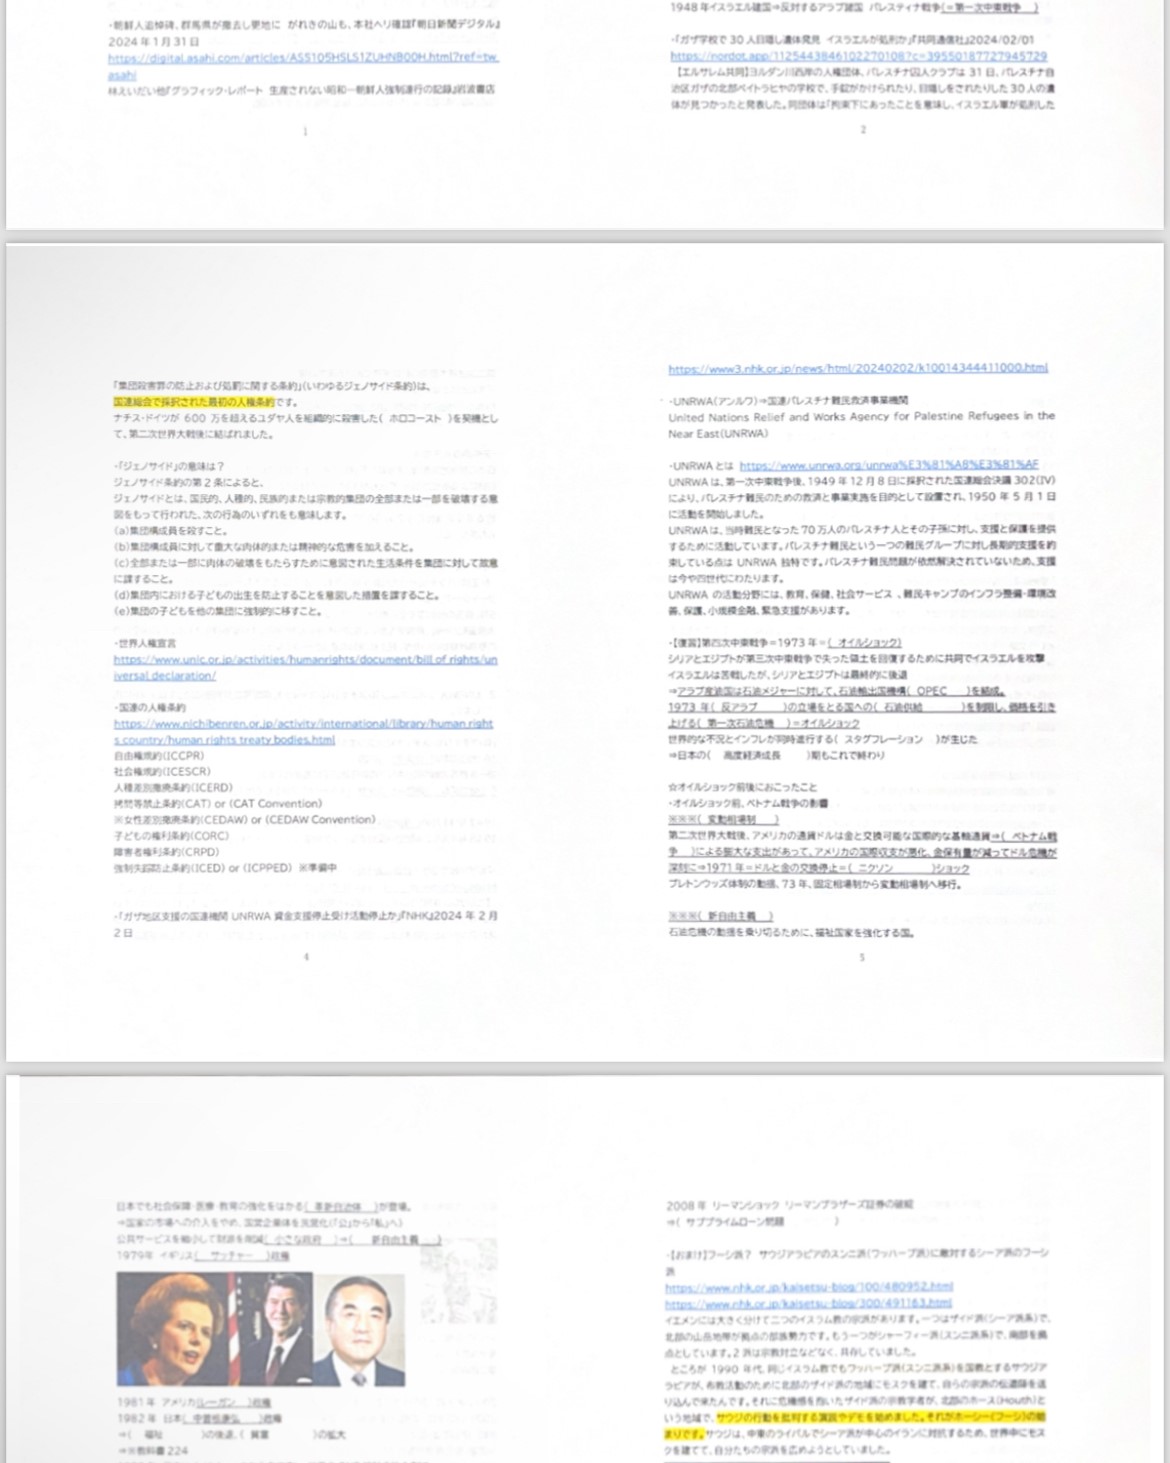 ・朝鮮人追悼碑、群馬県が撤去し更地に　がれきの山も、本社ヘリ確認『朝日新聞デジタル』
2024年1月31日
https://digital.asahi.com/articles/ASS105HSLS1ZUHNB00H.html?ref=tw_
asahi
林えいだい他『グラフィック・レポート　生産されない昭和－朝鮮人強制連行の記録』岩波書店
1
1948年イスラエル建国⇒反対するアラブ諸国　パレスティナ戦争(=第一次中東戦争　)
・「ガザ学校で30人目隠し遺体発見　イスラエルが処刑か」『共同通信社』2024/02/01
https://nordot.app/1125443846102270108?c=39550187727945729
【エルサレム共同】ヨルダン川西岸の人権団体、パレスチナ囚人クラブは31日、パレスチナ自
治区ガザの北部ベイトラヒヤの学校で、手錠がかけられたり、目隠しをされたりした30人の遺
体が見つかったと発表した。同団体は「拘束下にあったことを意味し、イスラエル軍が処刑した
2
「集団殺害罪の防止および処罰に関する条約」(いわゆるジェノサイド条約)は、
国連総会で採択された最初の人権条約です。
ナチス・ドイツが 600 万を超えるユダヤ人を組織的に殺害した(　ホロコースト　)を契機とし
て、第二次世界大戦後に結ばれました。
・「ジェノサイド」の意味は？
ジェノサイド条約の第2条によると、
ジェノサイドとは、国民的、人種的、民族的または宗教的集団の全部または一部を破壊する意
図をもって行われた、次の行為のいずれをも意味します。
(a)集団構成員を殺すこと。
(b)集団構成員に対して重大な肉体的または精神的な危害を加えること。
(c)全部または一部に肉体の破壊をもたらすために意図された生活条件を集団に対して故意
に課すること。
(d)集団内における子どもの出生を防止することを意図した措置を課すること。
(e)集団の子どもを他の集団に強制的に移すこと。
・世界人権宣言
https://www.unic.or.jp/activities/humanrights/document/bill_of_rights/un
iversal_declaration/
・国連の人権条約
https://www.nichibenren.or.jp/activity/international/library/human_right
s_country/human_rights_treaty_bodies.html
自由権規約(ICCPR)
社会権規約(ICESCR)
人種差別撤廃条約(ICERD)
拷問等禁止条約(CAT) or (CAT Convention)
※女性差別撤廃条約(CEDAW) or (CEDAW Convention)
子どもの権利条約(CORC)
障害者権利条約(CRPD)
強制失踪防止条約(ICED) or (ICPPED) ※準備中
・「ガザ地区支援の国連機関 UNRWA 資金支援停止受け活動停止か」『NHK』2024 年 2 月
2日
4
https://www3.nhk.or.jp/news/html/20240202/k10014344411000.html
・UNRWA(アンルワ)⇒国連パレスチナ難民救済事業機関
United Nations Relief and Works Agency for Palestine Refugees in the
Near East(UNRWA)
・UNRWAとは https://www.unrwa.org/unrwa%E3%81%A8%E3%81%AF
UNRWAは、第一次中東戦争後、1949年12月8日に採択された国連総会決議302(IV)
により、パレスチナ難民のための救済と事業実施を目的として設置され、1950年5月1日
に活動を開始しました。
UNRWAは、当時難民となった70万人のパレスチナ人とその子孫に対し、支援と保護を提供
するために活動しています。パレスチナ難民という一つの難民グループに対し長期的支援を約
束している点は UNRWA 独特です。パレスチナ難民問題が依然解決されていないため、支援
は今や四世代にわたります。
UNRWA の活動分野には、教育、保健、社会サービス 、難民キャンプのインフラ整備・環境改
善、保護、小規模金融、緊急支援があります。
・【復習】第四次中東戦争=1973年=(　オイルショック)
シリアとエジプトが第三次中東戦争で失った領土を回復するために共同でイスラエルを攻撃
イスラエルは苦戦したが、シリアとエジプトは最終的に後退
⇒アラブ産油国は石油メジャーに対して、石油輸出国機構(　OPEC　)を結成。
1973年(　反アラブ　)の立場をとる国への(　石油供給　)を制限し、価格を引き
上げる(　第一次石油危機　)=オイルショック
世界的な不況とインフレが同時進行する(　スタグフレーション　)が生じた
⇒日本の(　高度経済成長　)期もこれで終わり
☆オイルショック前後におこったこと
・オイルショック前、ベトナム戦争の影響
※※※(　変動相場制　)
第二次世界大戦後、アメリカの通貨ドルは金と交換可能な国際的な基軸通貨⇒(　ベトナム戦
争　)による膨大な支出があって、アメリカの国際収支が悪化、金保有量が減ってドル危機が
深刻に⇒1971年=ドルと金の交換停止=(　ニクソン　)ショック
ブレトンウッズ体制の動揺、73年、固定相場制から変動相場制へ移行。
※※※(　新自由主義　)
石油危機の動揺を乗り切るために、福祉国家を強化する国。
5
日本でも社会保障・医療・教育の強化をはかる(　革新自治体　)が登場。
⇒国家の市場への介入をやめ、国営企業体を民営化(「公」から「私」へ)
公共サービスを縮小して財源を削減(　小さな政府　)⇒(　新自由主義　)
1979年 イギリス(　サッチャー　)政権
1981年 アメリカ(レーガン　)政権
1982年 日本(　中曽根康弘　)政権
⇒(　福祉　)の後退、(　貧富　)の拡大
⇒※教科書 224
2008年 リーマンショック リーマンブラザーズ証券の破綻
⇒(　サブプライムローン問題　)
・【おまけ】フーシ派？ サウジアラビアのスンニ派(ワッハーブ派)に敵対するシーア派のフーシ
派
https://www.nhk.or.jp/kaisetsu-blog/100/480952.html
https://www.nhk.or.jp/kaisetsu-blog/300/491163.html
イエメンには大きく分けて二つのイスラム教の宗派があります。一つはザイド派(シーア派系)で、
北部の山岳地帯が拠点の部族勢力です。もう一つがシャーフィー派(スンニ派系)で、南部を拠
点としています。2派は宗教対立などなく、共存していました。
ところが1990年代、同じイスラム教でもワッハーブ派(スンニ派系)を国教とするサウジア
ラビアが、布教活動のために北部のザイド派の地域にモスクを建て、自らの宗派の伝道師を送
り込んで来たんです。それに危機感を抱いたザイド派の宗教学者が、北部のホース(Houth)と
いう地域で、サウジの行動を批判する演説やデモを始めました。それがホーシー(フーシ)の始
まりです。サウジは、中東のライバルでシーア派が中心のイランに対抗するため、世界中にモス
クを建てて、自分たちの宗派を広めようとしていました。